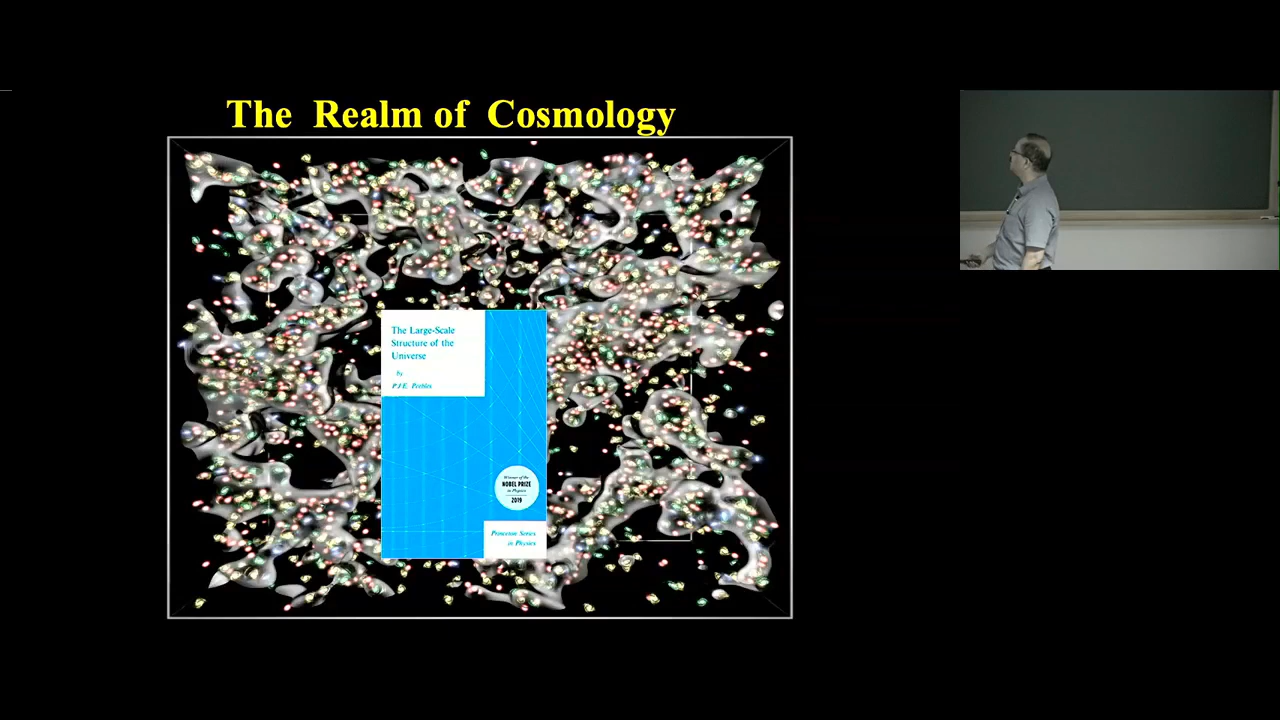 The Realm of Cosmology
The Large-Scale
Structure of the
Universe
by
P.J.E. Peebles
Winner of the
NOBEL PRIZE
in Physics
2019
Princeton Series
in Physics